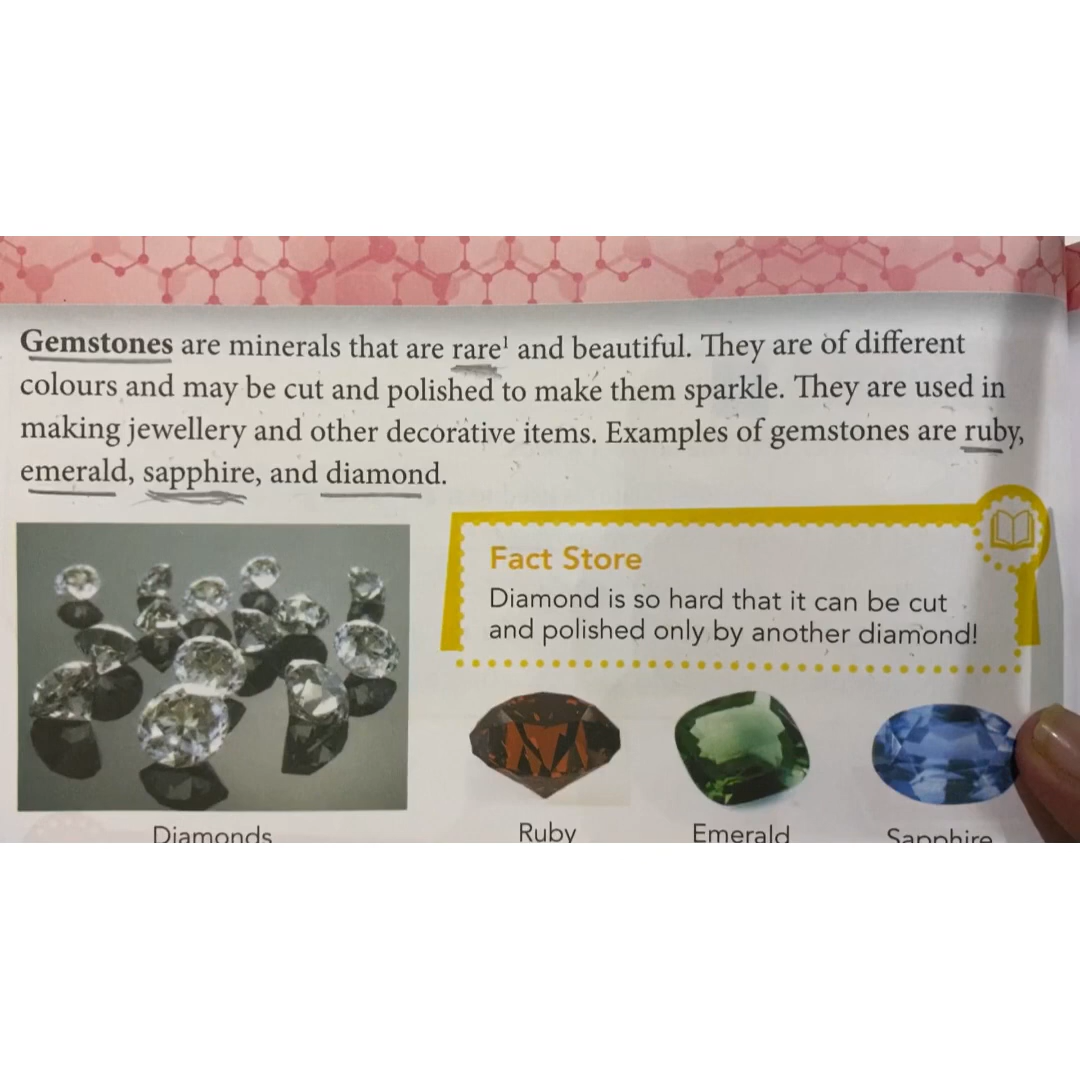 Gemstones are minerals that are rare¹ and beautiful. They are of different
colours and may be cut and polished to make them sparkle. They are used in
making jewellery and other decorative items. Examples of gemstones are ruby,
emerald, sapphire, and diamond.
Fact Store
Diamond is so hard that it can be cut
and polished only by another diamond!
Diamonds
Ruby
Emerald
Sapphire